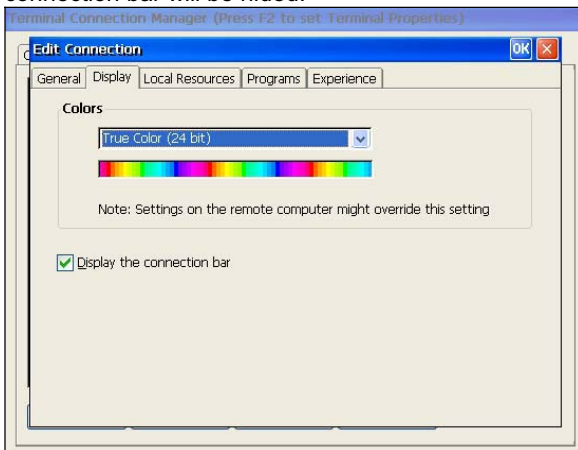 connection bar will be hided.
Terminal Connection Manager (Press F2 to set Terminal Properties)
Edit Connection OK
General Display Local Resources Programs Experience
Colors
True Color (24 bit)
Note: Settings on the remote computer might override this setting
Display the connection bar